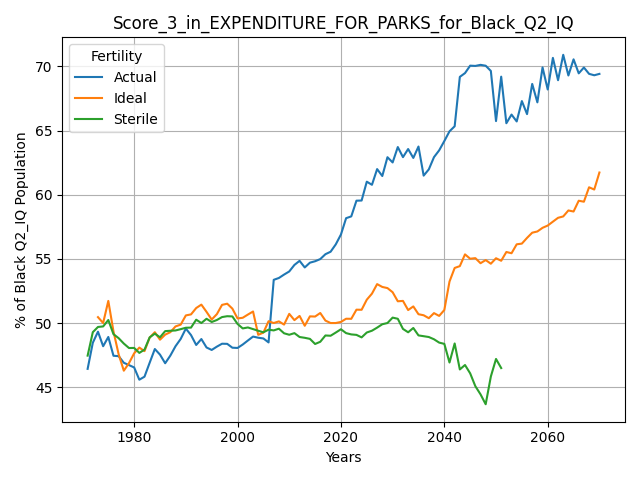 Score_3_in_EXPENDITURE_FOR_PARKS_for_Black_Q2_IQ
Fertility
Actual
Ideal
Sterile
% of Black Q2_IQ Population
70
65
60
55
50
45
1980
2000
2020
2040
2060
Years